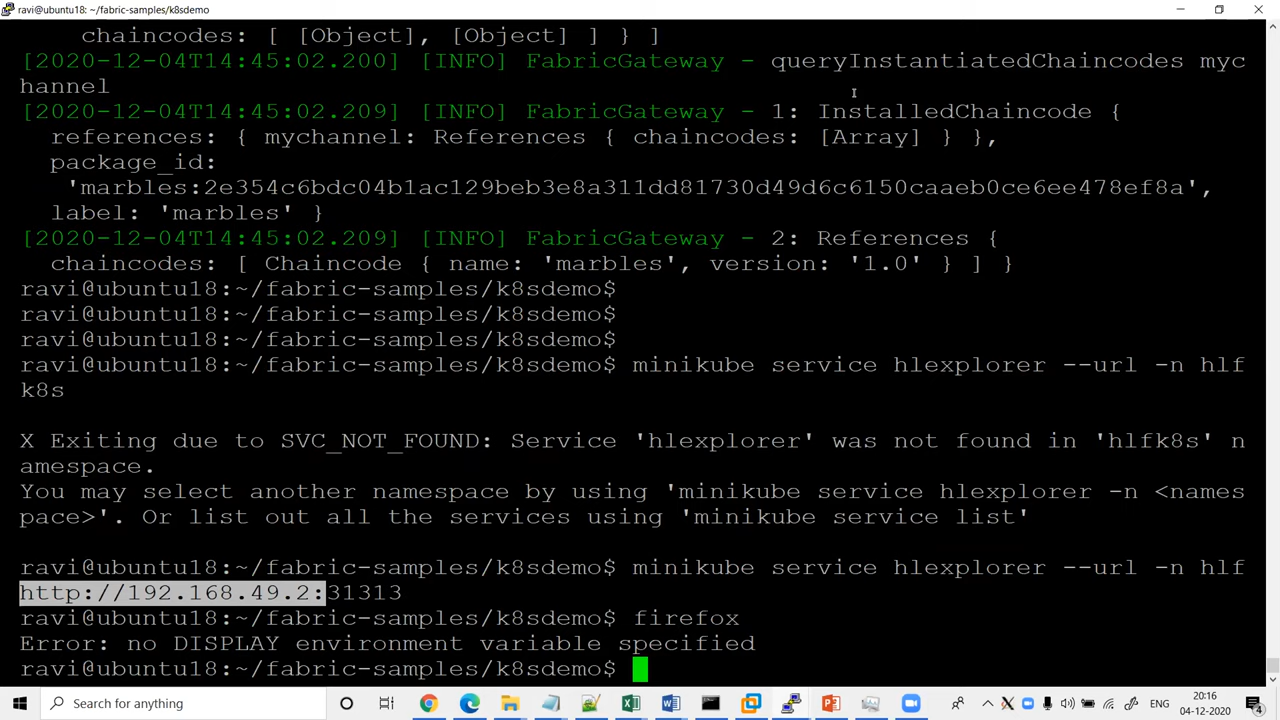 ravi@ubuntu18: ~/fabric-samples/k8sdemo
chaincodes: [ [Object], [Object] ] } ]
[2020-12-04T14:45:02.200] [INFO] FabricGateway - queryInstantiatedChaincodes myc
hannel
[2020-12-04T14:45:02.209] [INFO] FabricGateway - 1: InstalledChaincode {
references: { mychannel: References { chaincodes: [Array] } },
package_id:
'marbles:2e354c6bdc04b1ac129beb3e8a311dd81730d49d6c6150caaeb0ce6ee478ef8a',
label: 'marbles' }
[2020-12-04T14:45:02.209] [INFO] FabricGateway - 2: References {
chaincodes: [ Chaincode { name: 'marbles', version: '1.0' } ] }
ravi@ubuntu18:~/fabric-samples/k8sdemo$
ravi@ubuntu18:~/fabric-samples/k8sdemo$
ravi@ubuntu18:~/fabric-samples/k8sdemo$
ravi@ubuntu18:~/fabric-samples/k8sdemo$ minikube service hlexplorer --url -n hlf
k8s
X Exiting due to SVC_NOT_FOUND: Service 'hlexplorer' was not found in 'hlfk8s' n
amespace.
You may select another namespace by using 'minikube service hlexplorer -n <names
pace>'. Or list out all the services using 'minikube service list'
ravi@ubuntu18:~/fabric-samples/k8sdemo$ minikube service hlexplorer --url -n hlf
http://192.168.49.2:31313
ravi@ubuntu18:~/fabric-samples/k8sdemo$ firefox
Error: no DISPLAY environment variable specified
ravi@ubuntu18:~/fabric-samples/k8sdemo$
Search for anything
ENG
20:16
04-12-2020
4